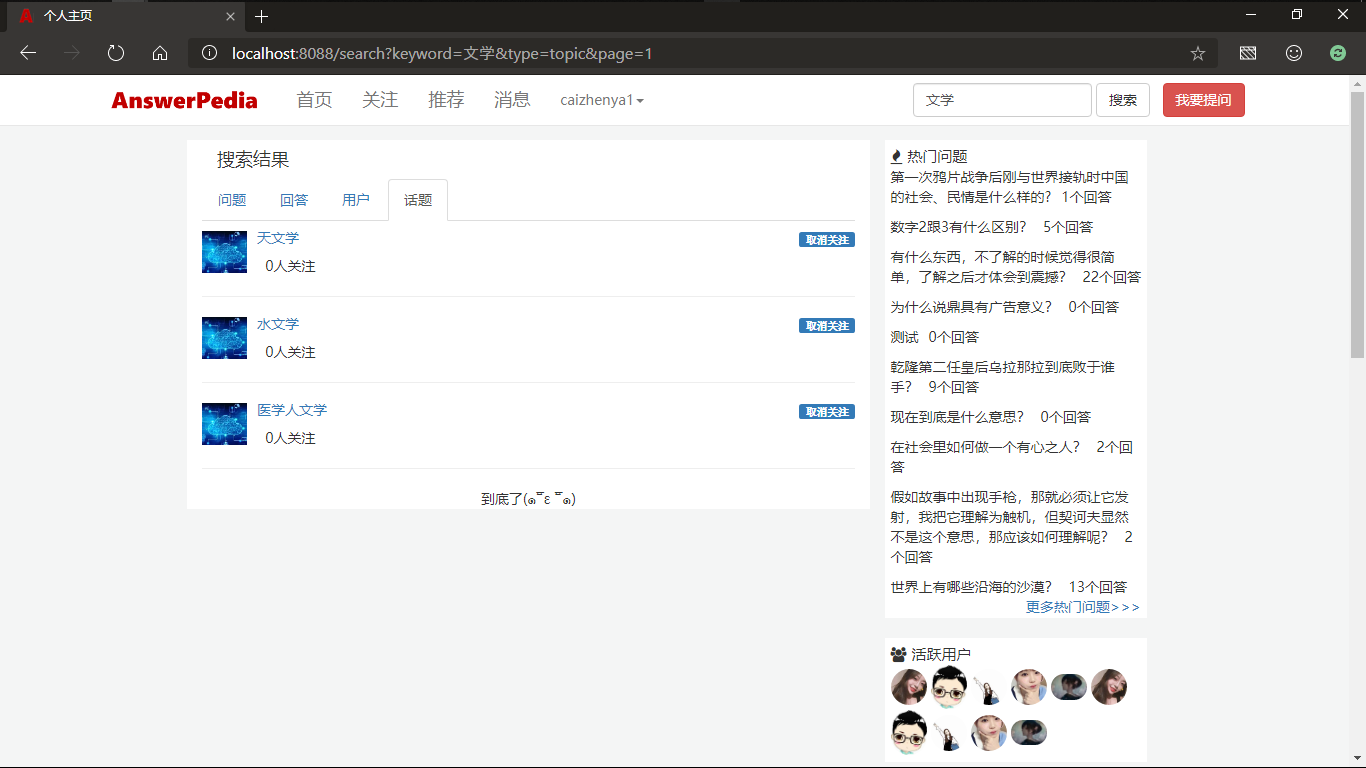 个人主页
localhost:8088/search?keyword=文学&type=topic&page=1
AnswerPedia 首页 关注 推荐 消息 caizhenya1 文学 搜索 我要提问
搜索结果
问题 回答 用户 话题
天文学 取消关注
0人关注
水文学 取消关注
0人关注
医学人文学 取消关注
0人关注
到底了(๑‾᷅ε‾᷅๑)
热门问题
第一次鸦片战争后刚与世界接轨时中国
的社会、民情是什么样的? 1个回答
数字2跟3有什么区别? 5个回答
有什么东西，不了解的时候觉得很简
单，了解之后才体会到震撼? 22个回答
为什么说鼎具有广告意义? 0个回答
测试 0个回答
乾隆第二任皇后乌拉那拉到底败于谁
手? 9个回答
现在到底是什么意思? 0个回答
在社会里如何做一个有心之人? 2个回
答
假如故事中出现手枪，那就必须让它发
射，我把它理解为触机，但契诃夫显然
不是这个意思，那应该如何理解呢? 2
个回答
世界上有哪些沿海的沙漠? 13个回答
更多热门问题>>>
活跃用户